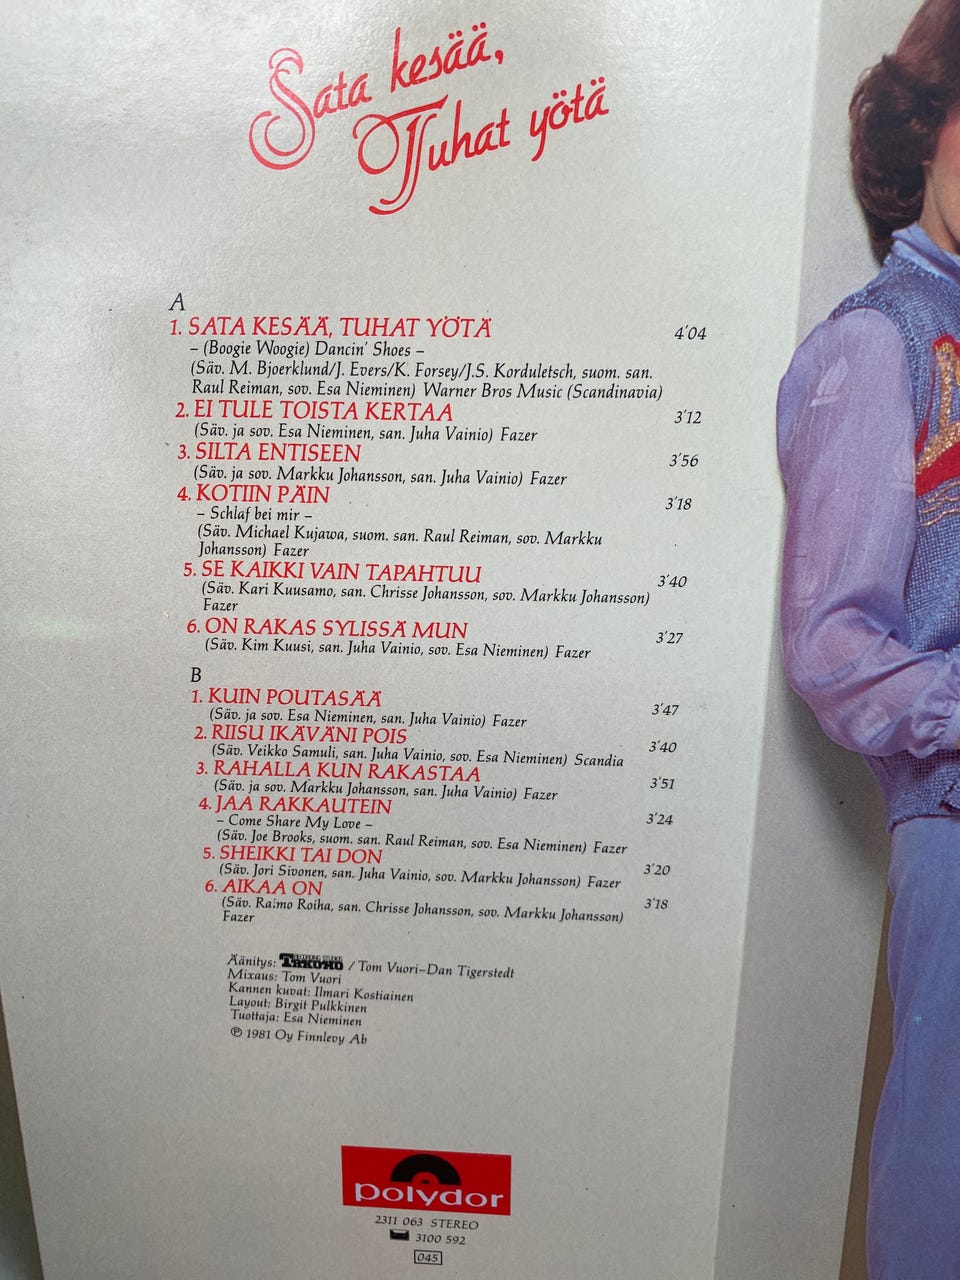 Sata kesää,
Tuhat yötä
A
1. SATA KESÄÄ, TUHAT YÖTÄ 4'04
– (Boogie Woogie) Dancin' Shoes –
(Säv. M. Bjoerklund/J. Evers/K. Forsey/J.S. Korduletsch, suom. san.
Raul Reiman, sov. Esa Nieminen) Warner Bros Music (Scandinavia)
2. EI TULE TOISTA KERTAA 3'12
(Säv. ja sov. Esa Nieminen, san. Juha Vainio) Fazer
3. SILTA ENTISEEN 3'56
(Säv. ja sov. Markku Johansson, san. Juha Vainio) Fazer
4. KOTIIN PÄIN 3'18
– Schlaf bei mir –
(Säv. Michael Kujawa, suom. san. Raul Reiman, sov. Markku
Johansson) Fazer
5. SE KAIKKI VAIN TAPAHTUU 3'40
(Säv. Kari Kuusamo, san. Chrisse Johansson, sov. Markku Johansson)
Fazer
6. ON RAKAS SYLISSÄ MUN 3'27
(Säv. Kim Kuusi, san. Juha Vainio, sov. Esa Nieminen) Fazer
B
1. KUIN POUTASÄÄ 3'47
(Säv. ja sov. Esa Nieminen, san. Juha Vainio) Fazer
2. RIISU IKÄVÄNI POIS 3'40
(Säv. Veikko Samuli, san. Juha Vainio, sov. Esa Nieminen) Scandia
3. RAHALLA KUN RAKASTAA 3'51
(Säv. ja sov. Markku Johansson, san. Juha Vainio) Fazer
4. JAA RAKKAUTEIN 3'24
– Come Share My Love –
(Säv. Joe Brooks, suom. san. Raul Reiman, sov. Esa Nieminen) Fazer
5. SHEIKKI TAI DON 3'20
(Säv. Jori Sivonen, san. Juha Vainio, sov. Markku Johansson) Fazer
6. AIKAA ON 3'18
(Säv. Raimo Roiha, san. Chrisse Johansson, sov. Markku Johansson)
Fazer
Äänitys: TAKOMO / Tom Vuori–Dan Tigerstedt
Mixaus: Tom Vuori
Kannen kuvat: Ilmari Kostiainen
Layout: Birgit Pulkkinen
Tuottaja: Esa Nieminen
℗ 1981 Oy Finnlevy Ab
polydor
2311 063 STEREO
3100 592
045